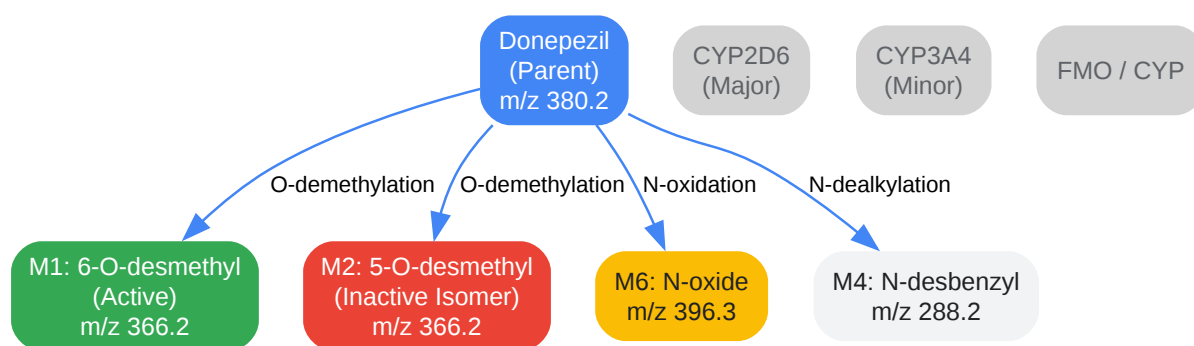 Donepezil
(Parent)
m/z 380.2
CYP2D6
(Major)
CYP3A4
(Minor)
FMO / CYP
O-demethylation
O-demethylation
N-oxidation
N-dealkylation
M1: 6-O-desmethyl
(Active)
m/z 366.2
M2: 5-O-desmethyl
(Inactive Isomer)
m/z 366.2
M6: N-oxide
m/z 396.3
M4: N-desbenzyl
m/z 288.2